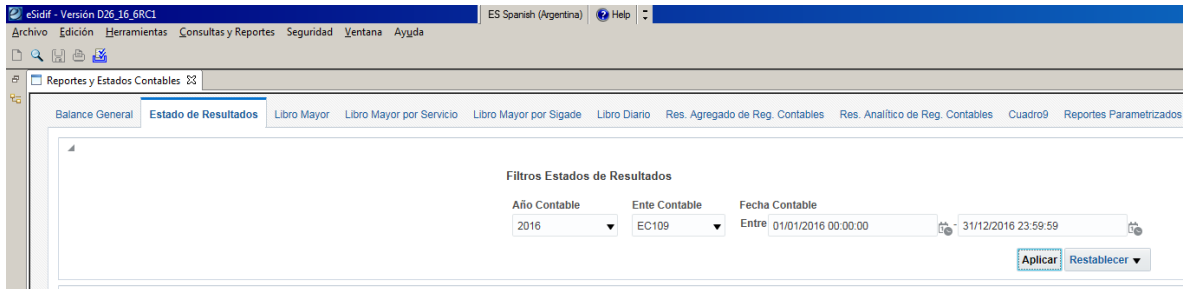 eSidif - Versión D26_16_6RC1
ES Spanish (Argentina) Help
Archivo Edición Herramientas Consultas y Reportes Seguridad Ventana Ayuda
Reportes y Estados Contables
Balance General Estado de Resultados Libro Mayor Libro Mayor por Servicio Libro Mayor por Sigade Libro Diario Res. Agregado de Reg. Contables Res. Analítico de Reg. Contables Cuadro9 Reportes Parametrizados
Filtros Estados de Resultados
Año Contable Ente Contable Fecha Contable
2016 EC109 Entre 01/01/2016 00:00:00 - 31/12/2016 23:59:59
Aplicar Restablecer